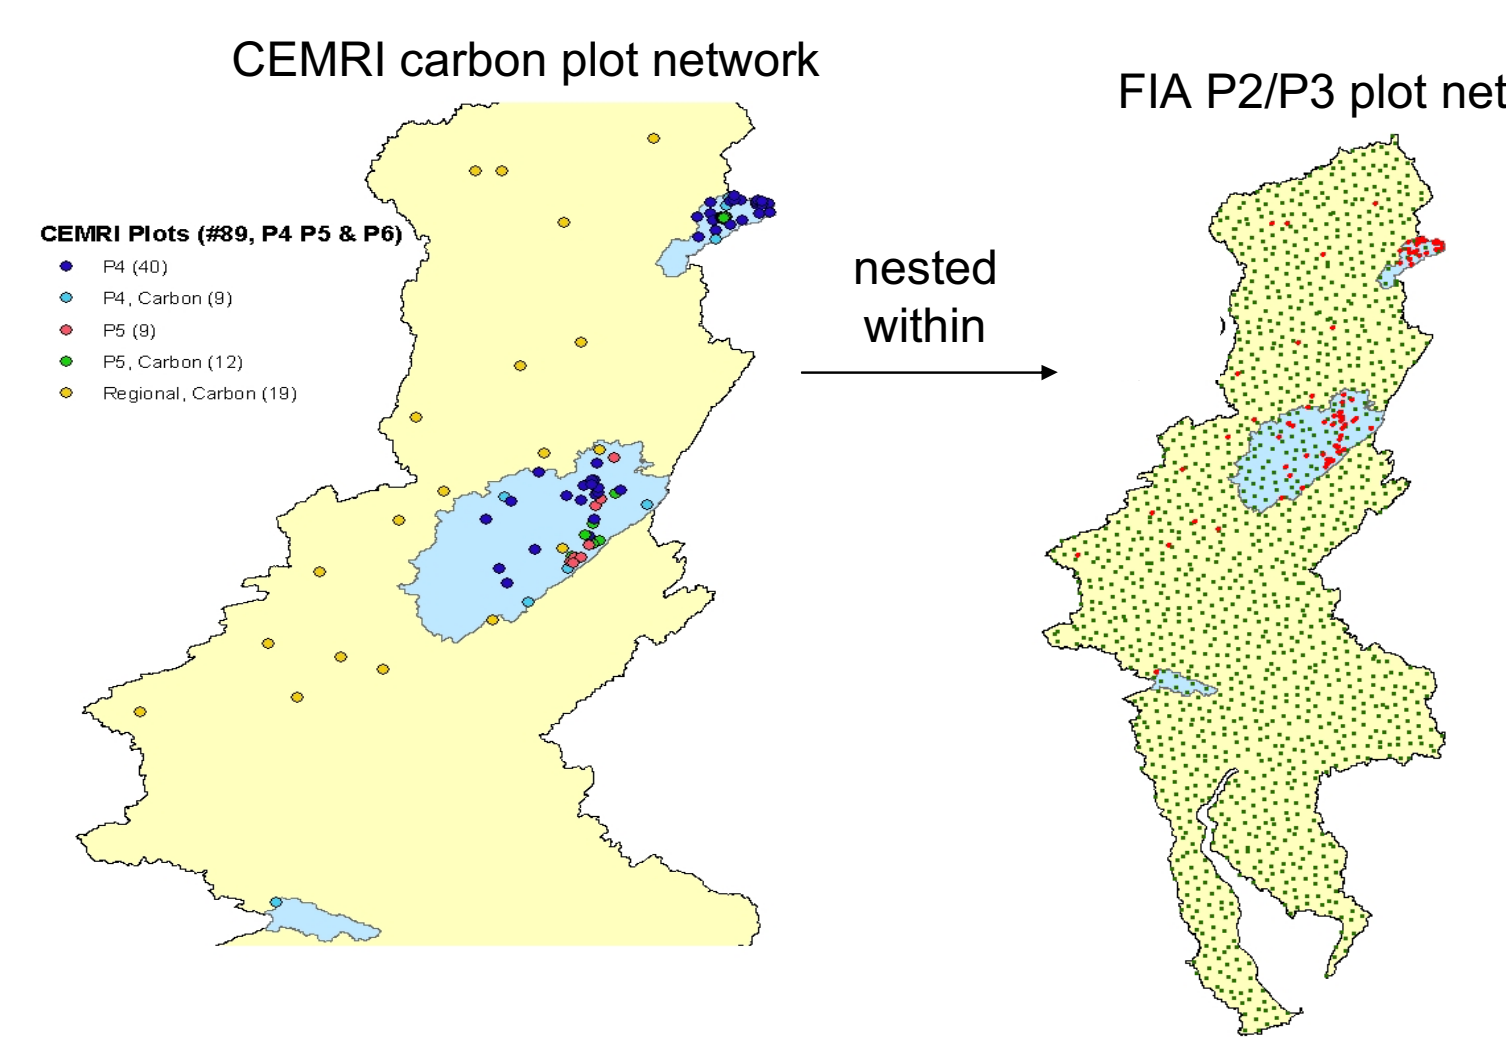 CEMRI carbon plot network
FIA P2/P3 plot net
CEMRI Plots (#89, P4 P5 & P6)
P4 (40)
P4, Carbon (9)
P5 (9)
P5, Carbon (12)
Regional, Carbon (19)
nested
within
)